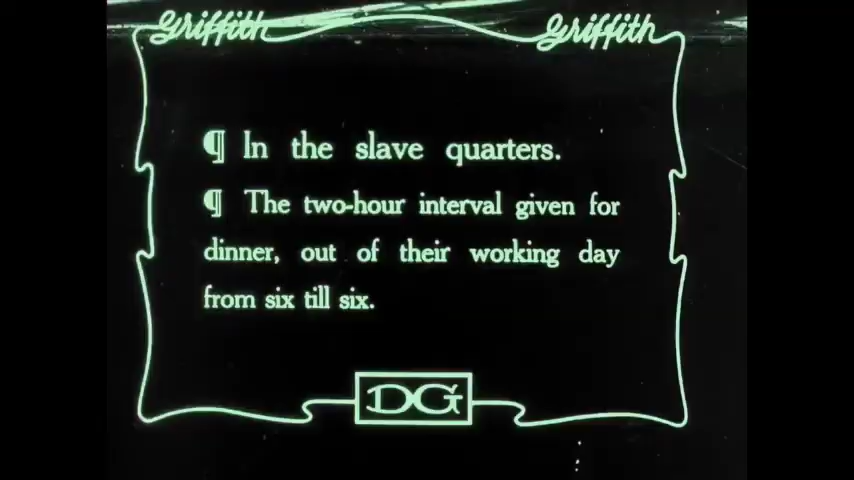 Griffith Griffith
¶ In the slave quarters.
¶ The two-hour interval given for
dinner, out of their working day
from six till six.
DG